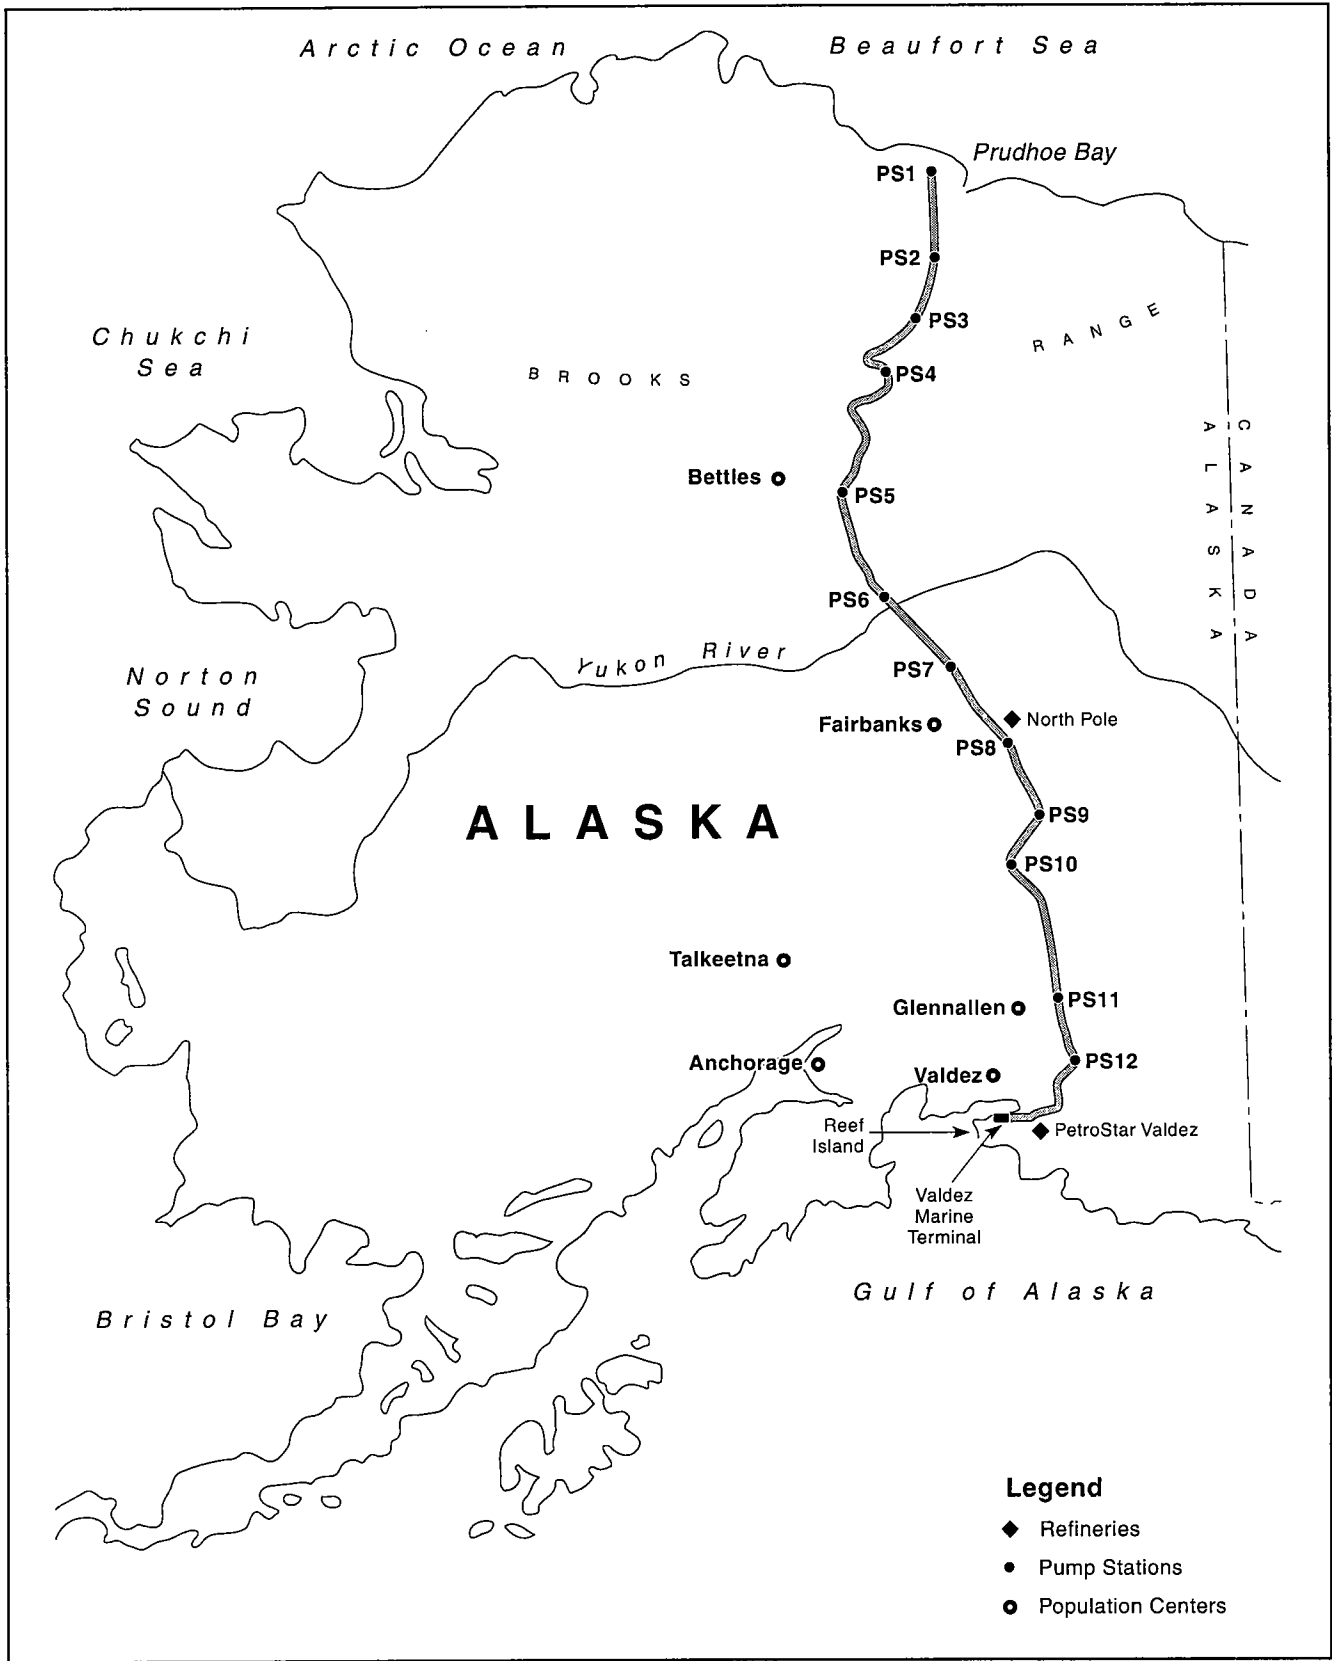 Arctic Ocean
Beaufort Sea
Prudhoe Bay
PS1
PS2
PS3
RANGE
Chukchi
Sea
BROOKS
PS4
CANADA
ALASKA
Bettles
PS5
PS6
Yukon River
PS7
Norton
Sound
Fairbanks
North Pole
PS8
ALASKA
PS9
PS10
Talkeetna
PS11
Glennallen
Anchorage
PS12
Valdez
Reef
Island
PetroStar Valdez
Valdez
Marine
Terminal
Gulf of Alaska
Bristol Bay
Legend
Refineries
Pump Stations
Population Centers